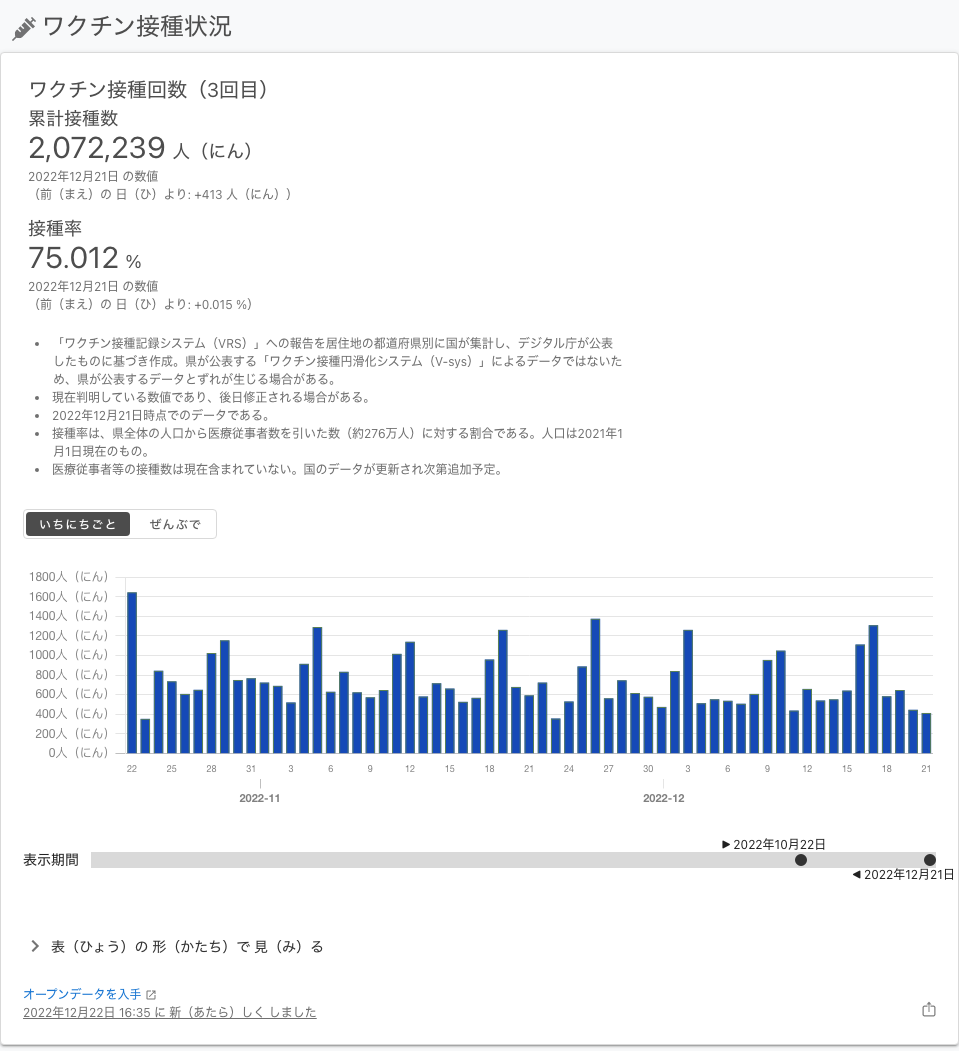 ワクチン接種状況
ワクチン接種回数（3回目）
累計接種数
2,072,239 人（にん）
2022年12月21日 の数値
（前（まえ）の 日（ひ）より: +413 人（にん））
接種率
75.012 %
2022年12月21日 の数値
（前（まえ）の 日（ひ）より: +0.015 %）
• 「ワクチン接種記録システム（VRS）」への報告を居住地の都道府県別に国が集計し、デジタル庁が公表
したものに基づき作成。県が公表する「ワクチン接種円滑化システム（V-sys）」によるデータではないた
め、県が公表するデータとずれが生じる場合がある。
• 現在判明している数値であり、後日修正される場合がある。
• 2022年12月21日時点でのデータである。
• 接種率は、県全体の人口から医療従事者数を引いた数（約276万人）に対する割合である。人口は2021年1
月1日現在のもの。
• 医療従事者等の接種数は現在含まれていない。国のデータが更新され次第追加予定。
いちにちごと ぜんぶで
1800人（にん）
1600人（にん）
1400人（にん）
1200人（にん）
1000人（にん）
800人（にん）
600人（にん）
400人（にん）
200人（にん）
0人（にん）
22 25 28 31 3 6 9 12 15 18 21 24 27 30 3 6 9 12 15 18 21
2022-11 2022-12
▶ 2022年10月22日
表示期間
◀ 2022年12月21日
表（ひょう）の 形（かたち）で 見（み）る
オープンデータを入手
2022年12月22日 16:35 に 新（あたら）しく しました